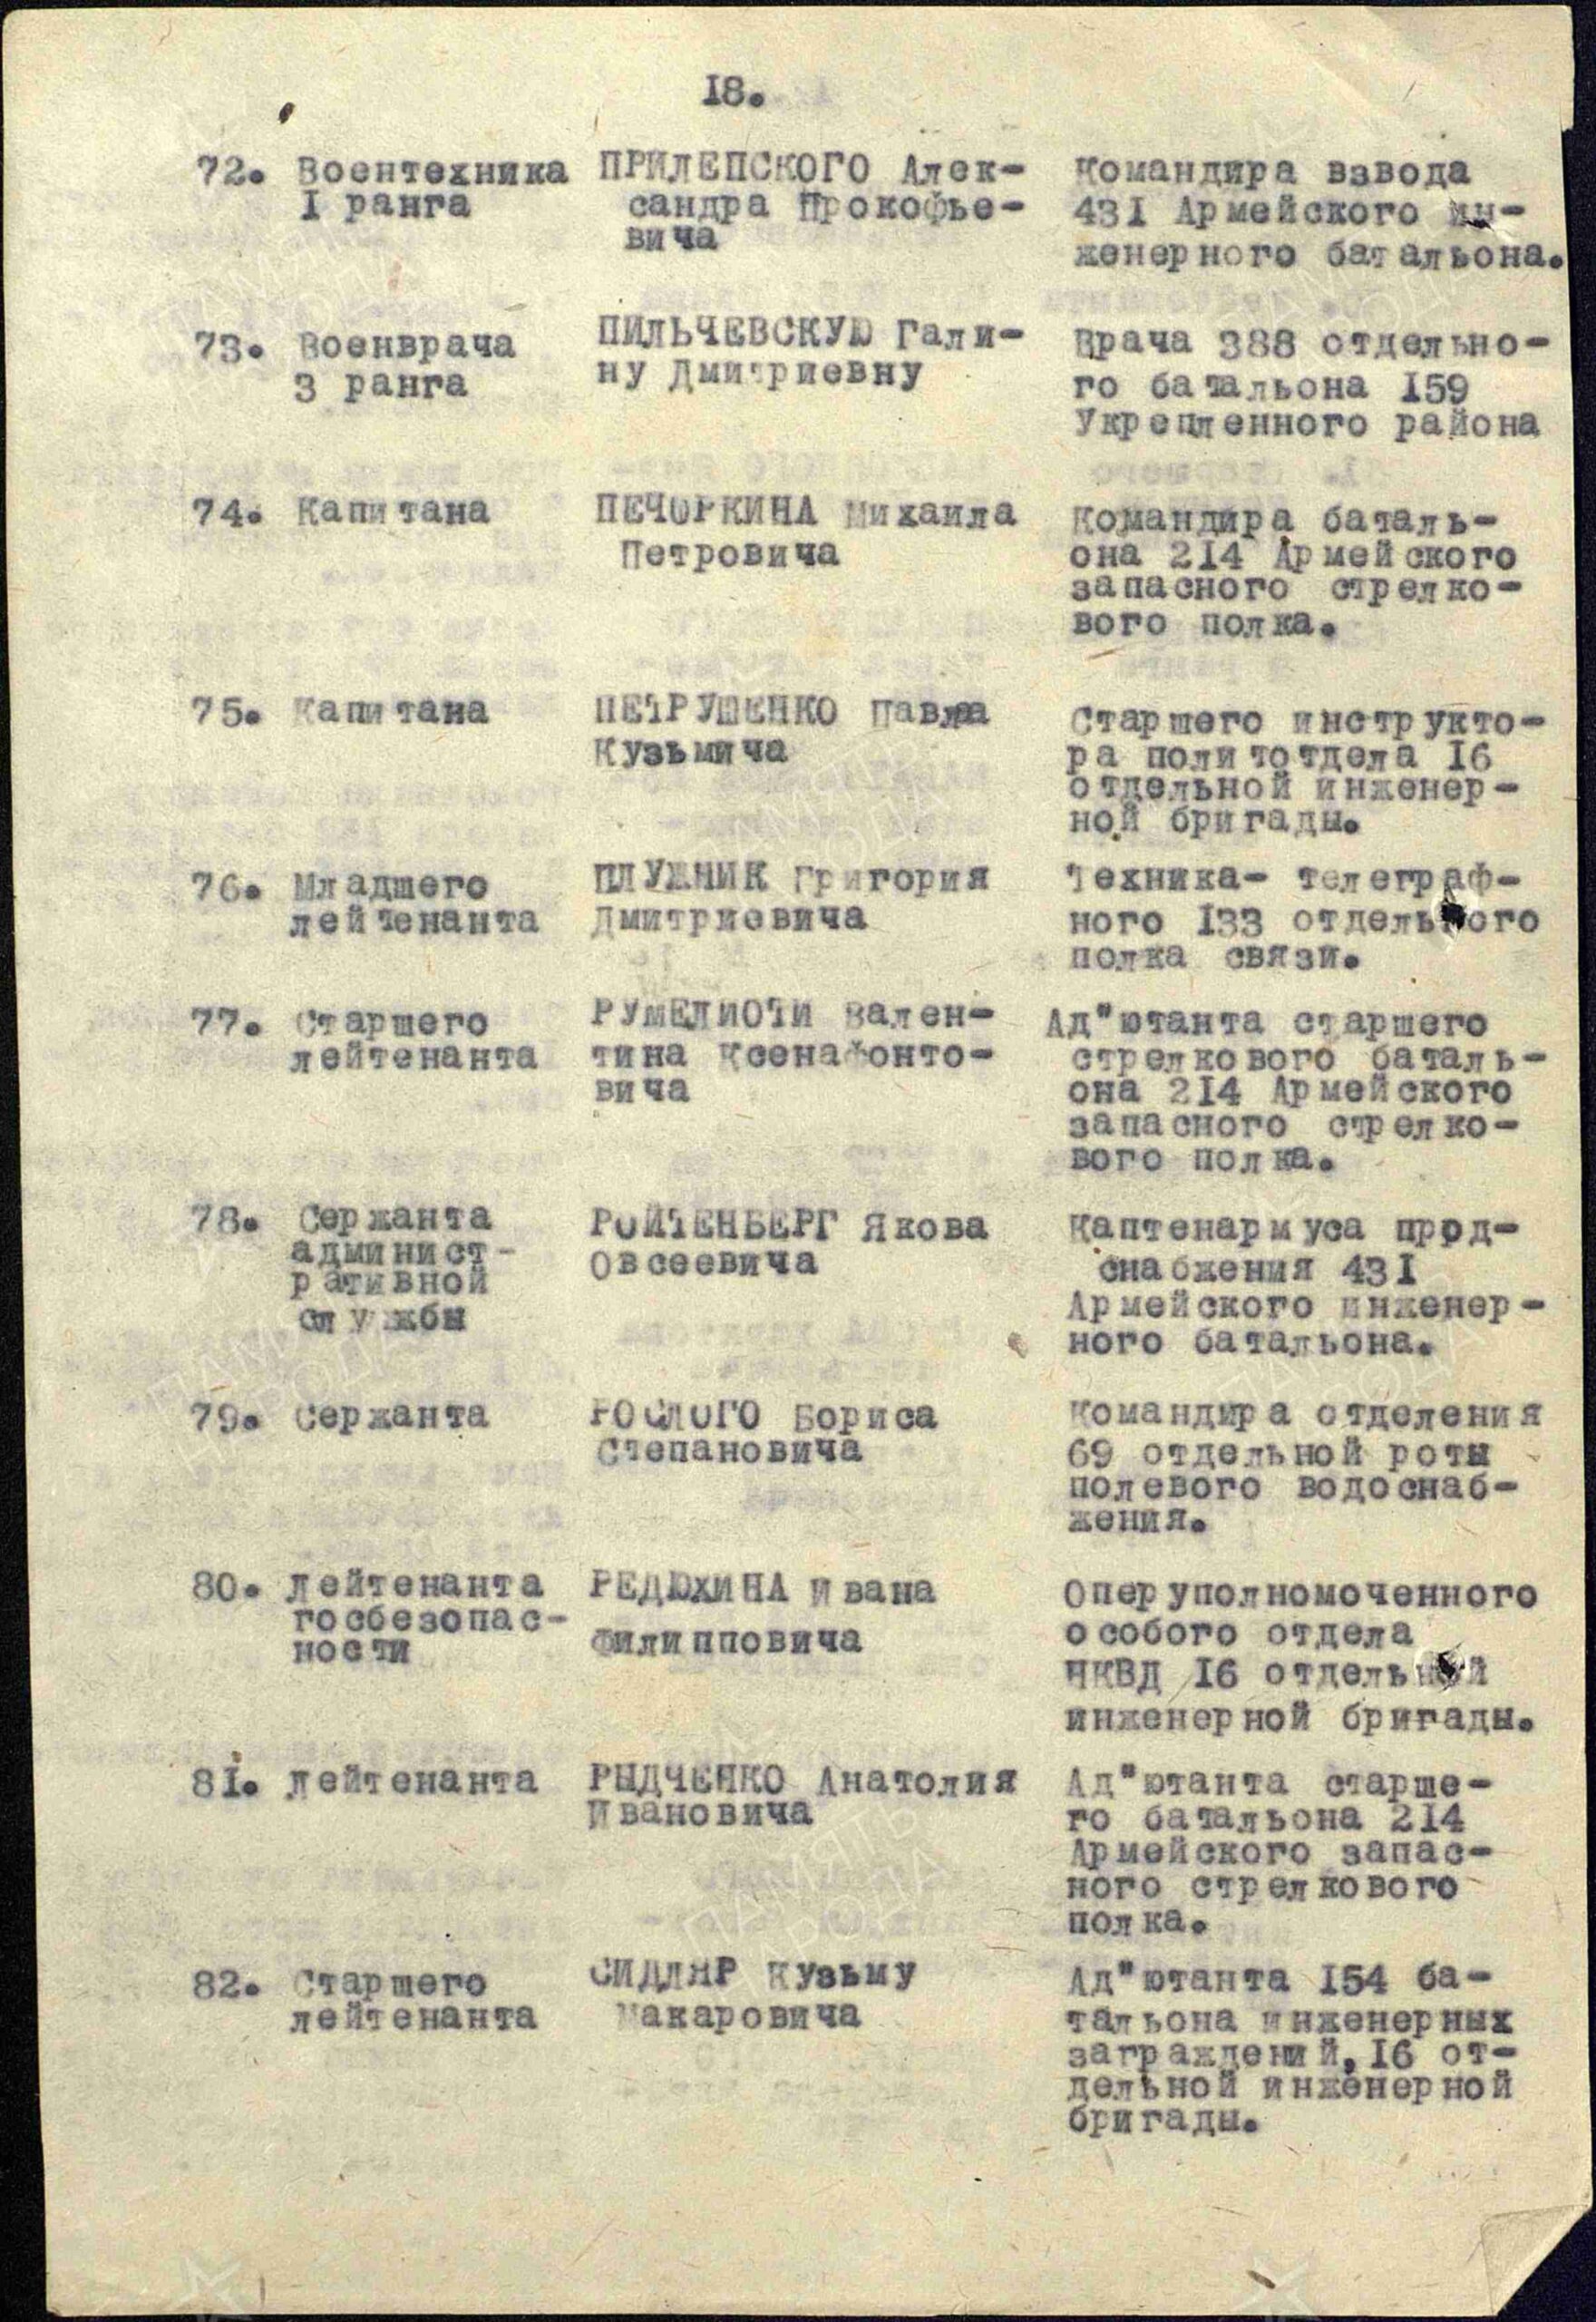 18.
72. Воентехника ПРИЛЕПСКОГО Алек- Командира взвода
I ранга сандра Прокофье- 431 Армейского ин-
вича женерного батальона.
73. Военврача ПИЛЬЧЕВСКУЮ Гали- Врача 388 отдельно-
3 ранга ну Дмитриевну го батальона 159
Укрепленного района
74. Капитана ПЕЧОРКИНА Михаила Командира баталь-
Петровича она 214 Армейского
запасного стрелко-
вого полка.
75. Капитана ПЕТРУШЕНКО Павла Старшего инструкто-
Кузьмича ра политотдела 16
отдельной инженер-
ной бригады.
76. Младшего ПЛУЖНИК Григория Техника- телеграф-
лейтенанта Дмитриевича ного 133 отдельного
полка связи.
77. Старшего РУМЕЛИОТИ Вален- Ад"ютанта старшего
лейтенанта тина Ксенафонто- стрелкового баталь-
вича она 214 Армейского
запасного стрелко-
вого полка.
78. Сержанта РОЙТЕНБЕРГ Якова Каптенармуса прод-
админист- Овсеевича снабжения 431
ративной Армейского инженер-
службы ного батальона.
79. Сержанта РОСЛОГО Бориса Командира отделения
Степановича 69 отдельной роты
полевого водоснаб-
жения.
80. Лейтенанта РЕДЮХИНА Ивана Оперуполномоченного
госбезопас- Филипповича особого отдела
ности НКВД 16 отдельной
инженерной бригады.
81. Лейтенанта РЫДЧЕНКО Анатолия Ад"ютанта старше-
Ивановича го батальона 214
Армейского запас-
ного стрелкового
полка.
82. Старшего СИДЛЯР Кузьму Ад"ютанта 154 ба-
лейтенанта Макаровича тальона инженерных
заграждений, 16 от-
дельной инженерной
бригады.